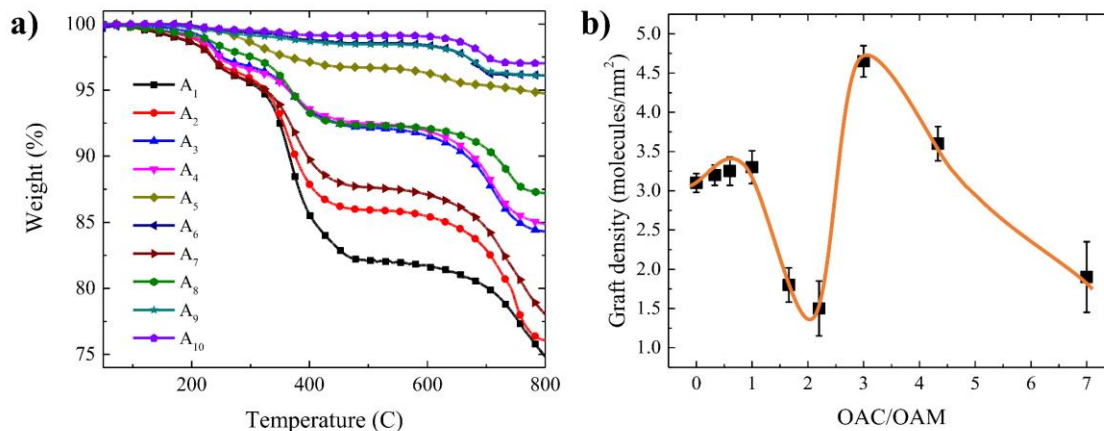 a)
100
95
90
85
80
75
Weight (%)
A₁
A₂
A₃
A₄
A₅
A₆
A₇
A₈
A₉
A₁₀
200
400
600
800
Temperature (C)
b)
5.0
4.5
4.0
3.5
3.0
2.5
2.0
1.5
1.0
Graft density (molecules/nm²)
0 1 2 3 4 5 6 7
OAC/OAM